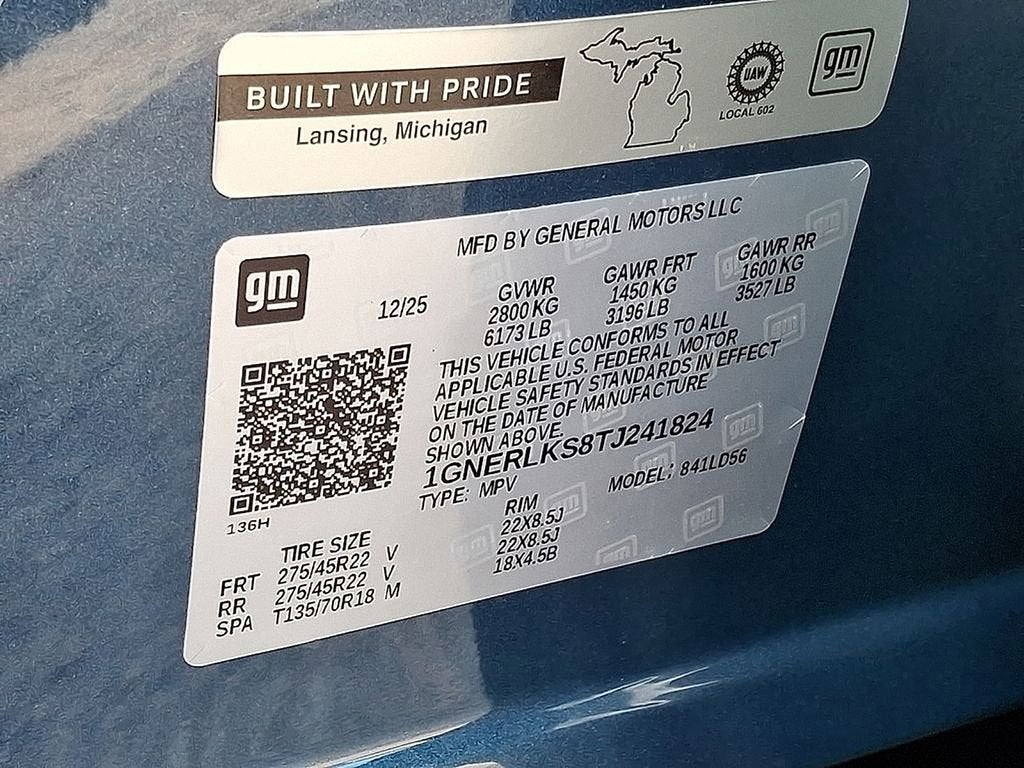 BUILT WITH PRIDE
Lansing, Michigan
UAW
LOCAL 602
gm
MFD BY GENERAL MOTORS LLC
gm
12/25
GVWR
2800 KG
6173 LB
GAWR FRT
1450 KG
3196 LB
GAWR RR
1600 KG
3527 LB
THIS VEHICLE CONFORMS TO ALL
APPLICABLE U.S. FEDERAL MOTOR
VEHICLE SAFETY STANDARDS IN EFFECT
ON THE DATE OF MANUFACTURE
SHOWN ABOVE
1GNERLKS8TJ241824
TYPE: MPV
MODEL: 841LD56
136H
TIRE SIZE
RIM
FRT 275/45R22 V 22X8.5J
RR 275/45R22 V 22X8.5J
SPA T135/70R18 M 18X4.5B